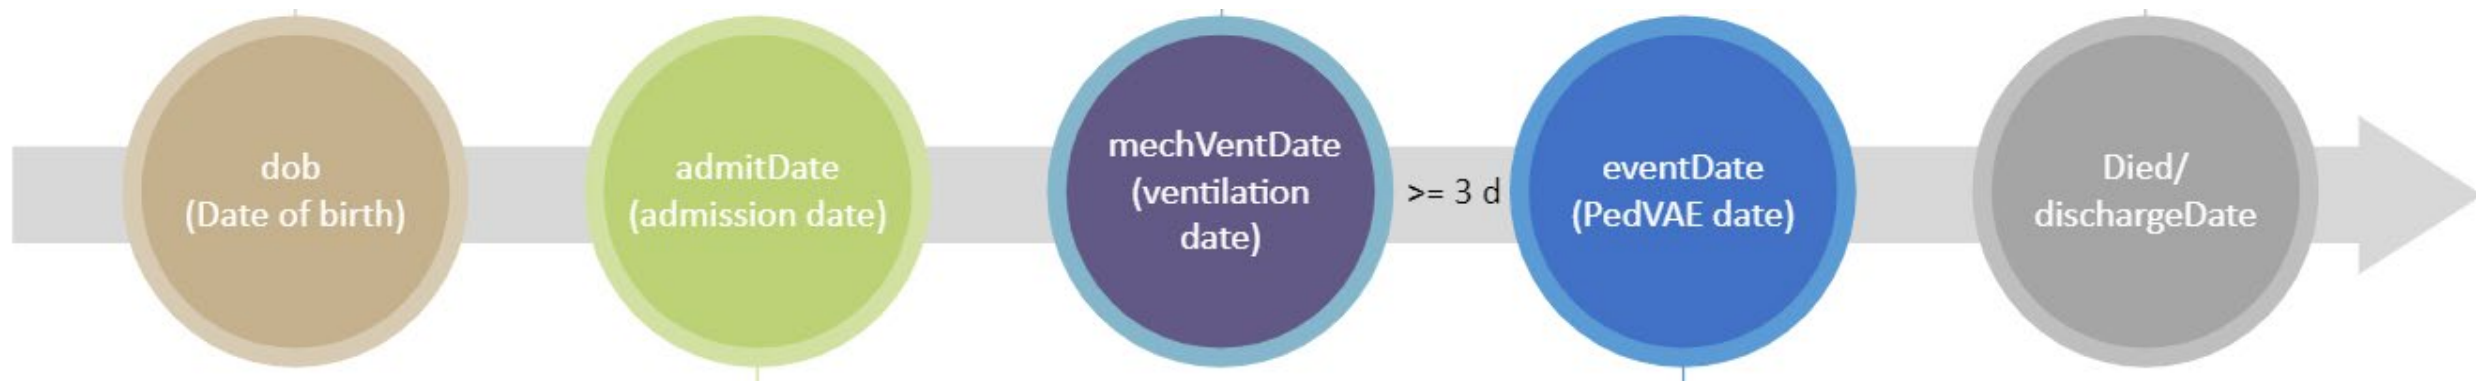 dob
(Date of birth)
admitDate
(admission date)
mechVentDate
(ventilation
date)
>= 3 d
eventDate
(PedVAE date)
Died/
dischargeDate